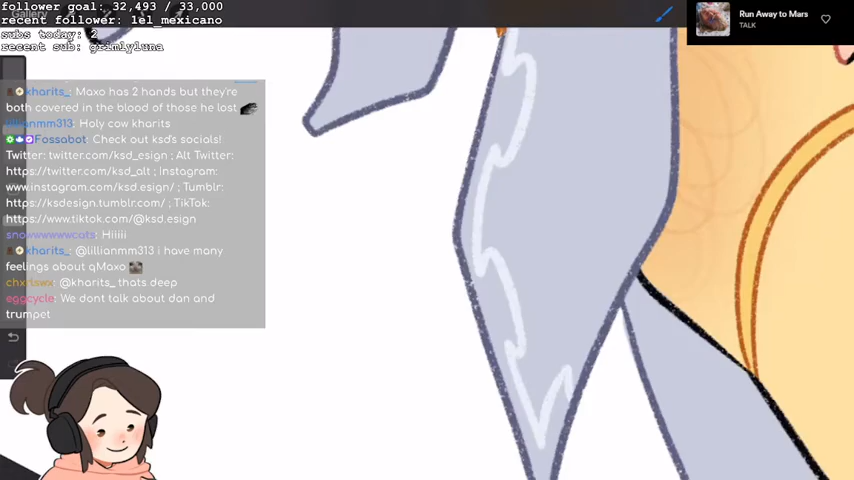 follower goal: 32,493 / 33,000
recent follower: 1el_mexicano
subs today: 2
recent sub: grimlyluna
Gallery
Run Away to Mars
TALK
kharits_: Maxo has 2 hands but they're
both covered in the blood of those he lost
lillianmm313: Holy cow kharits
Fossabot: Check out ksd's socials!
Twitter: twitter.com/ksd_esign ; Alt Twitter:
https://twitter.com/ksd_alt ; Instagram:
www.instagram.com/ksd.esign/ ; Tumblr:
https://ksdesign.tumblr.com/ ; TikTok:
https://www.tiktok.com/@ksd.esign
snowwwwwcats: Hiiiii
kharits_: @lillianmm313 i have many
feelings about qMaxo
chxrlswx: @kharits_ thats deep
eggcycle: We dont talk about dan and
trumpet